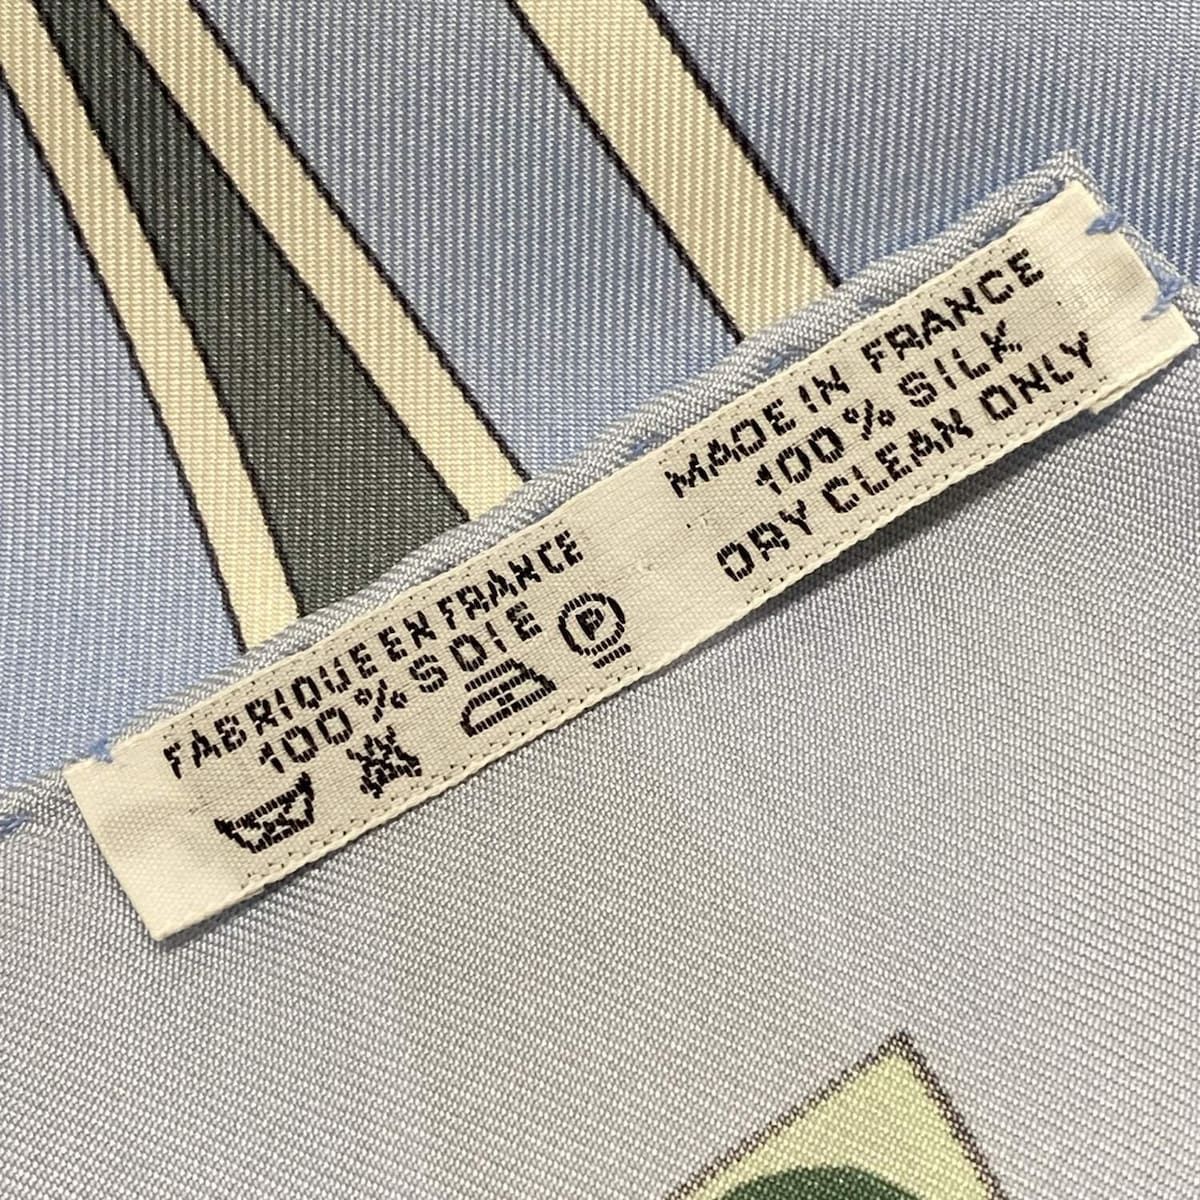 FABRIQUE EN FRANCE
100% SOIE
P
MADE IN FRANCE
100% SILK
DRY CLEAN ONLY